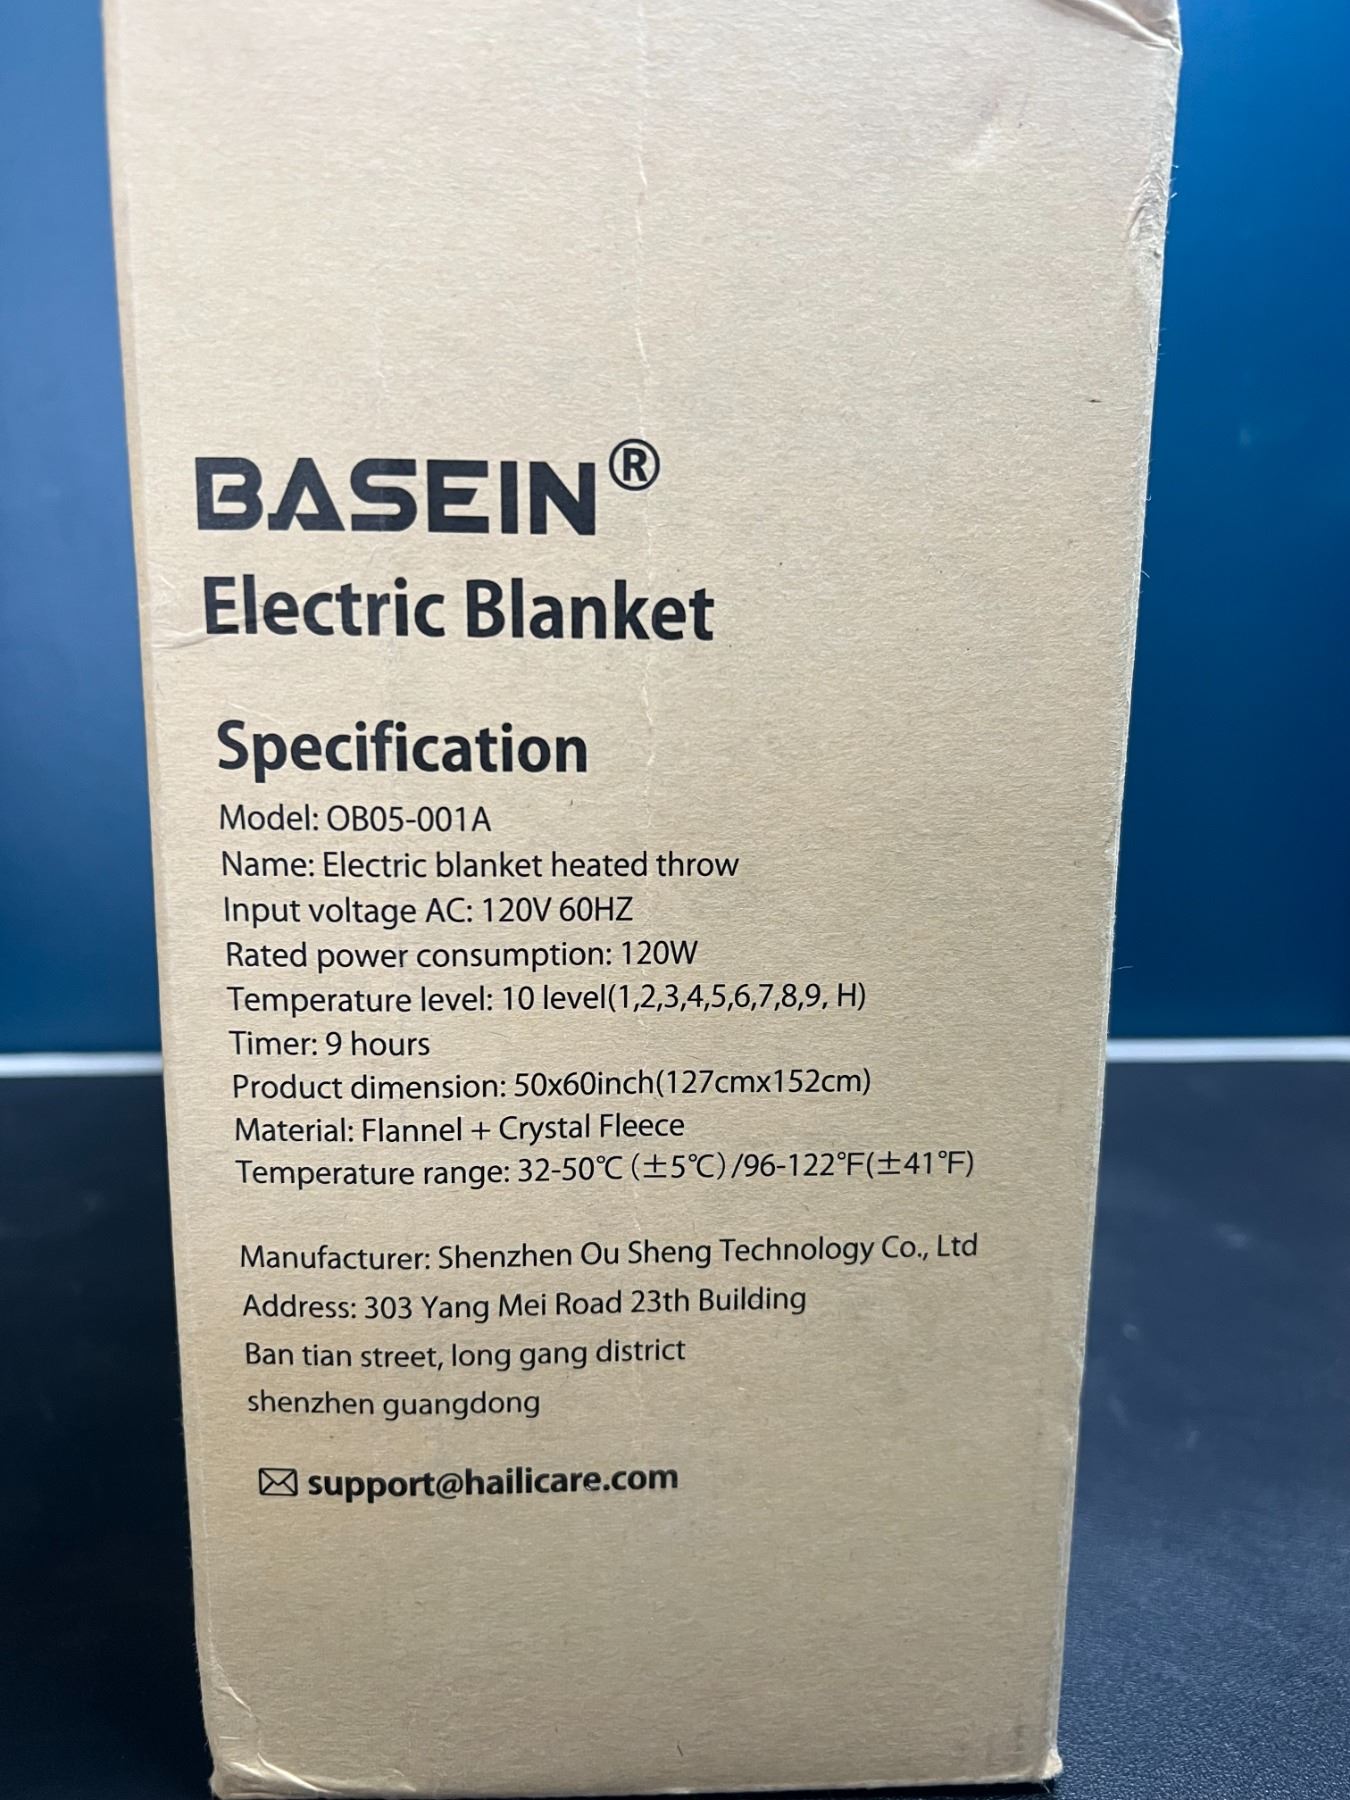 BASEIN®
Electric Blanket
Specification
Model: OB05-001A
Name: Electric blanket heated throw
Input voltage AC: 120V 60HZ
Rated power consumption: 120W
Temperature level: 10 level(1,2,3,4,5,6,7,8,9, H)
Timer: 9 hours
Product dimension: 50x60inch(127cmx152cm)
Material: Flannel + Crystal Fleece
Temperature range: 32-50℃ (±5℃) /96-122℉(±41℉)
Manufacturer: Shenzhen Ou Sheng Technology Co., Ltd
Address: 303 Yang Mei Road 23th Building
Ban tian street, long gang district
shenzhen guangdong
support@hailicare.com